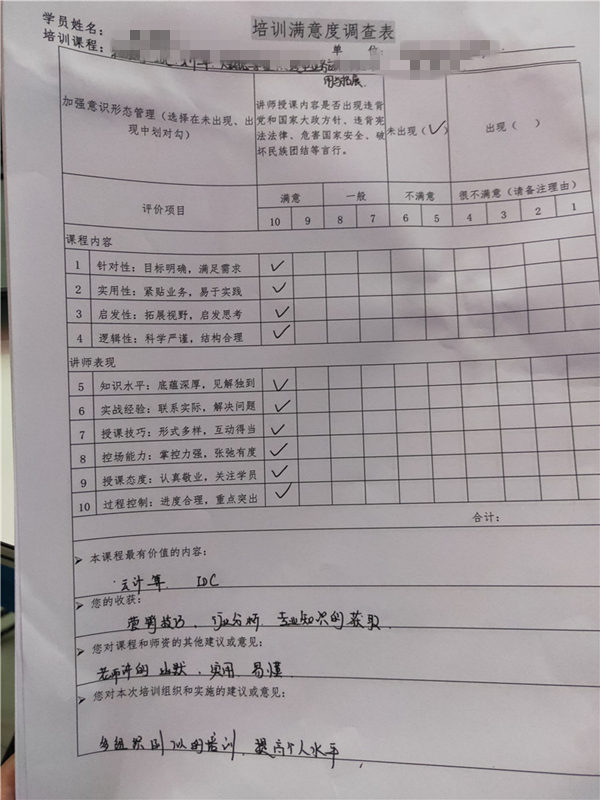 培训满意度调查表
学员姓名：
培训课程： 单 位：
用与拓展
加强意识形态管理（选择在未出现、出现中划对勾） 讲师授课内容是否出现违背党和国家大政方针、违背宪法法律、危害国家安全、破坏民族团结等言行。 未出现（✓） 出现（ ）
评价项目 满意 一般 不满意 很不满意（请备注理由）
10 9 8 7 6 5 4 3 2 1
课程内容
1 针对性：目标明确，满足需求 ✓
2 实用性：紧贴业务，易于实践 ✓
3 启发性：拓展视野，启发思考 ✓
4 逻辑性：科学严谨，结构合理 ✓
讲师表现
5 知识水平：底蕴深厚，见解独到 ✓
6 实战经验：联系实际，解决问题 ✓
7 授课技巧：形式多样，互动得当 ✓
8 控场能力：掌控力强，张弛有度 ✓
9 授课态度：认真敬业，关注学员 ✓
10 过程控制：进度合理，重点突出 ✓
合计：
➢ 本课程最有价值的内容：
云计算 IDC
➢ 您的收获：
营销技巧、行业分析 专业知识的获取
➢ 您对课程和师资的其他建议或意见：
老师讲的幽默、实用 易懂
➢ 您对本次培训组织和实施的建议或意见：
多组织类似的培训，提高个人水平